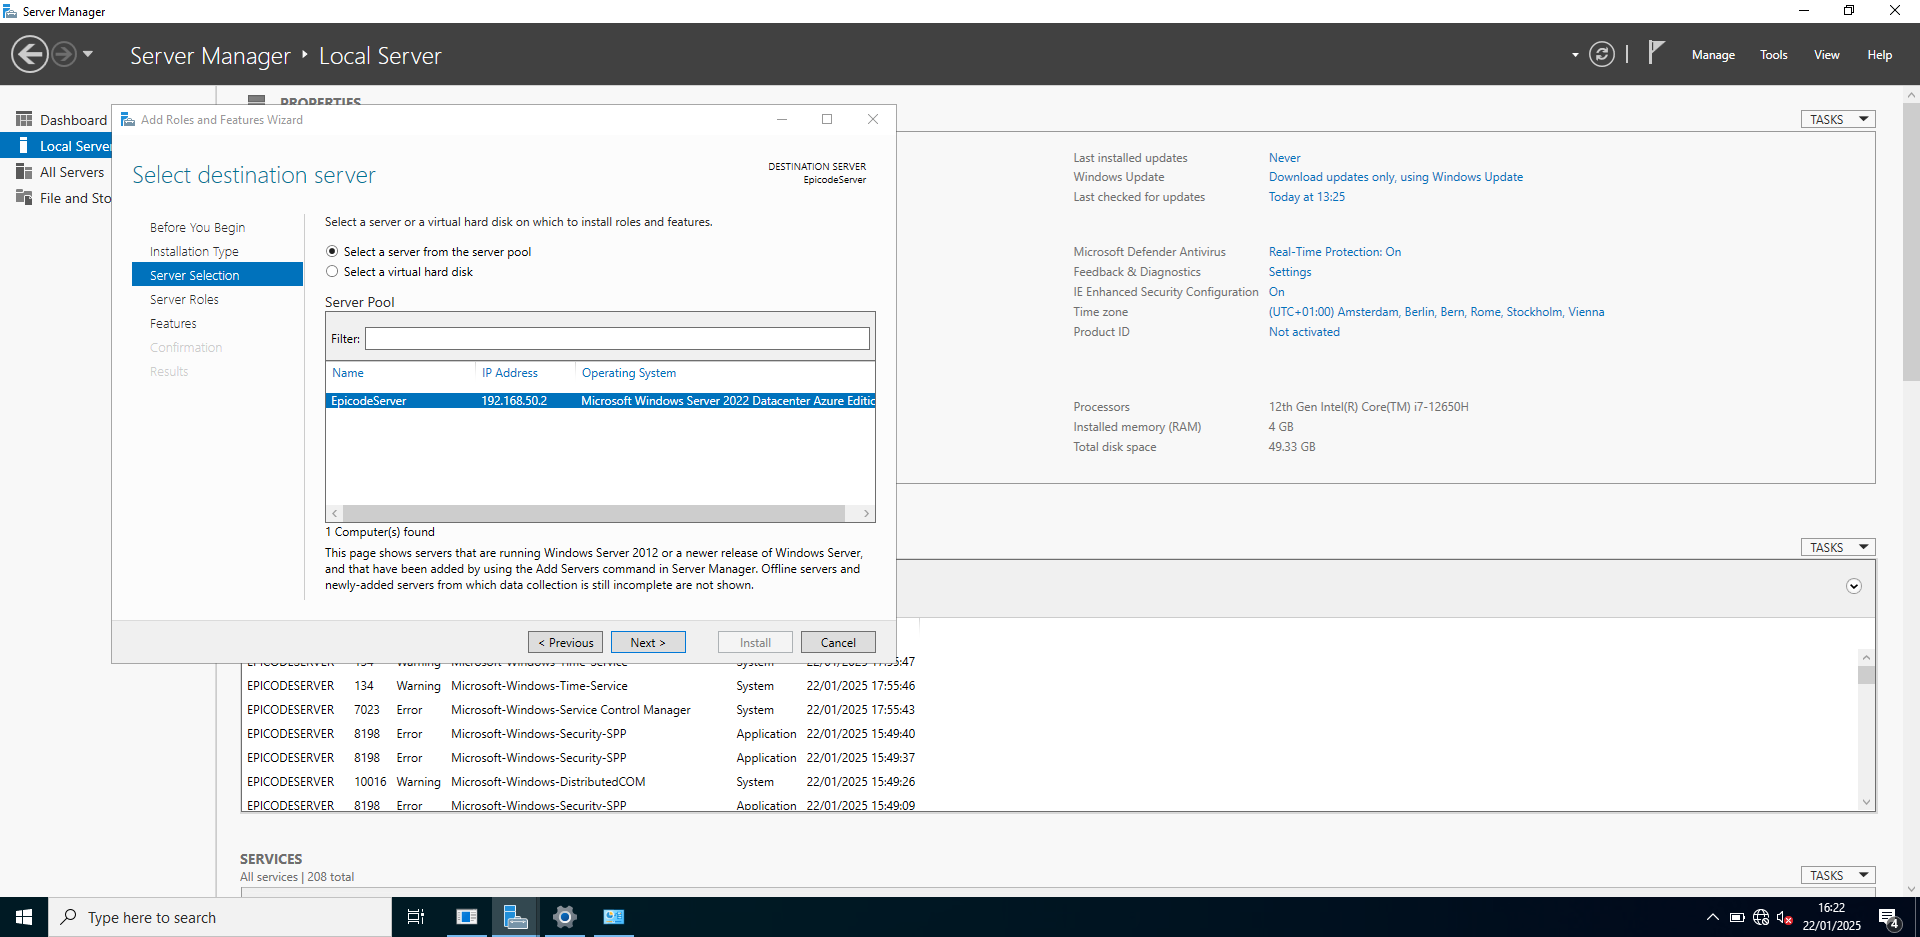 Server Manager
Server Manager ‣ Local Server
Manage Tools View Help
PROPERTIES
TASKS
Dashboard
Local Server
All Servers
File and Sto
Add Roles and Features Wizard
Select destination server
DESTINATION SERVER
EpicodeServer
Before You Begin
Installation Type
Server Selection
Server Roles
Features
Confirmation
Results
Select a server or a virtual hard disk on which to install roles and features.
Select a server from the server pool
Select a virtual hard disk
Server Pool
Filter:
Name IP Address Operating System
EpicodeServer 192.168.50.2 Microsoft Windows Server 2022 Datacenter Azure Editic
1 Computer(s) found
This page shows servers that are running Windows Server 2012 or a newer release of Windows Server,
and that have been added by using the Add Servers command in Server Manager. Offline servers and
newly-added servers from which data collection is still incomplete are not shown.
< Previous Next > Install Cancel
Last installed updates Never
Windows Update Download updates only, using Windows Update
Last checked for updates Today at 13:25
Microsoft Defender Antivirus Real-Time Protection: On
Feedback & Diagnostics Settings
IE Enhanced Security Configuration On
Time zone (UTC+01:00) Amsterdam, Berlin, Bern, Rome, Stockholm, Vienna
Product ID Not activated
Processors 12th Gen Intel(R) Core(TM) i7-12650H
Installed memory (RAM) 4 GB
Total disk space 49.33 GB
TASKS
EPICODESERVER 134 Warning Microsoft-Windows-Time-Service System 22/01/2025 17:55:47
EPICODESERVER 134 Warning Microsoft-Windows-Time-Service System 22/01/2025 17:55:46
EPICODESERVER 7023 Error Microsoft-Windows-Service Control Manager System 22/01/2025 17:55:43
EPICODESERVER 8198 Error Microsoft-Windows-Security-SPP Application 22/01/2025 15:49:40
EPICODESERVER 8198 Error Microsoft-Windows-Security-SPP Application 22/01/2025 15:49:37
EPICODESERVER 10016 Warning Microsoft-Windows-DistributedCOM System 22/01/2025 15:49:26
EPICODESERVER 8198 Error Microsoft-Windows-Security-SPP Application 22/01/2025 15:49:09
SERVICES
All services | 208 total
TASKS
Type here to search
16:22
22/01/2025
4